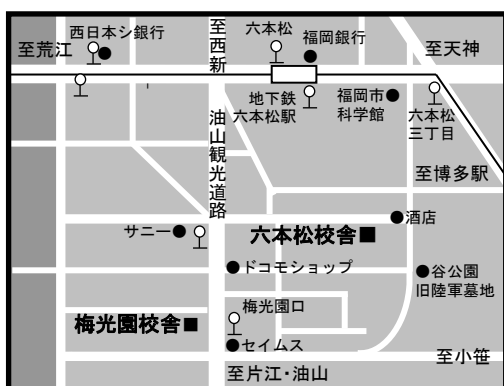 西日本シ銀行
至荒江
至西新
六本松
福岡銀行
至天神
地下鉄
六本松駅
福岡市
科学館
六本松
三丁目
油山観光道路
至博多駅
サニー
六本松校舎
酒店
ドコモショップ
谷公園
旧陸軍墓地
梅光園口
梅光園校舎
セイムス
至小笹
至片江・油山